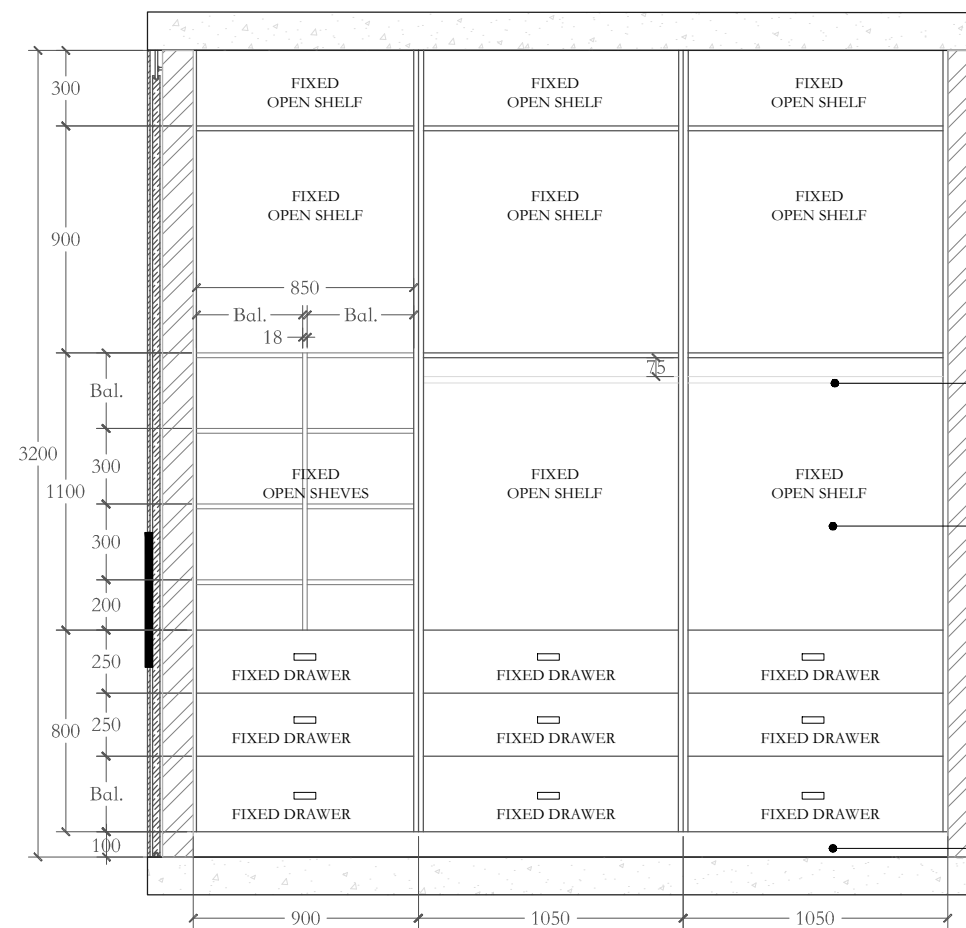 FIXED
OPEN SHELF
FIXED
OPEN SHELF
FIXED
OPEN SHELF
300
FIXED
OPEN SHELF
FIXED
OPEN SHELF
FIXED
OPEN SHELF
900
850
Bal.
Bal.
18
75
Bal.
3200
300
1100
FIXED
OPEN SHEVES
FIXED
OPEN SHELF
FIXED
OPEN SHELF
300
200
250
FIXED DRAWER
FIXED DRAWER
FIXED DRAWER
800
250
FIXED DRAWER
FIXED DRAWER
FIXED DRAWER
Bal.
FIXED DRAWER
FIXED DRAWER
FIXED DRAWER
100
900
1050
1050